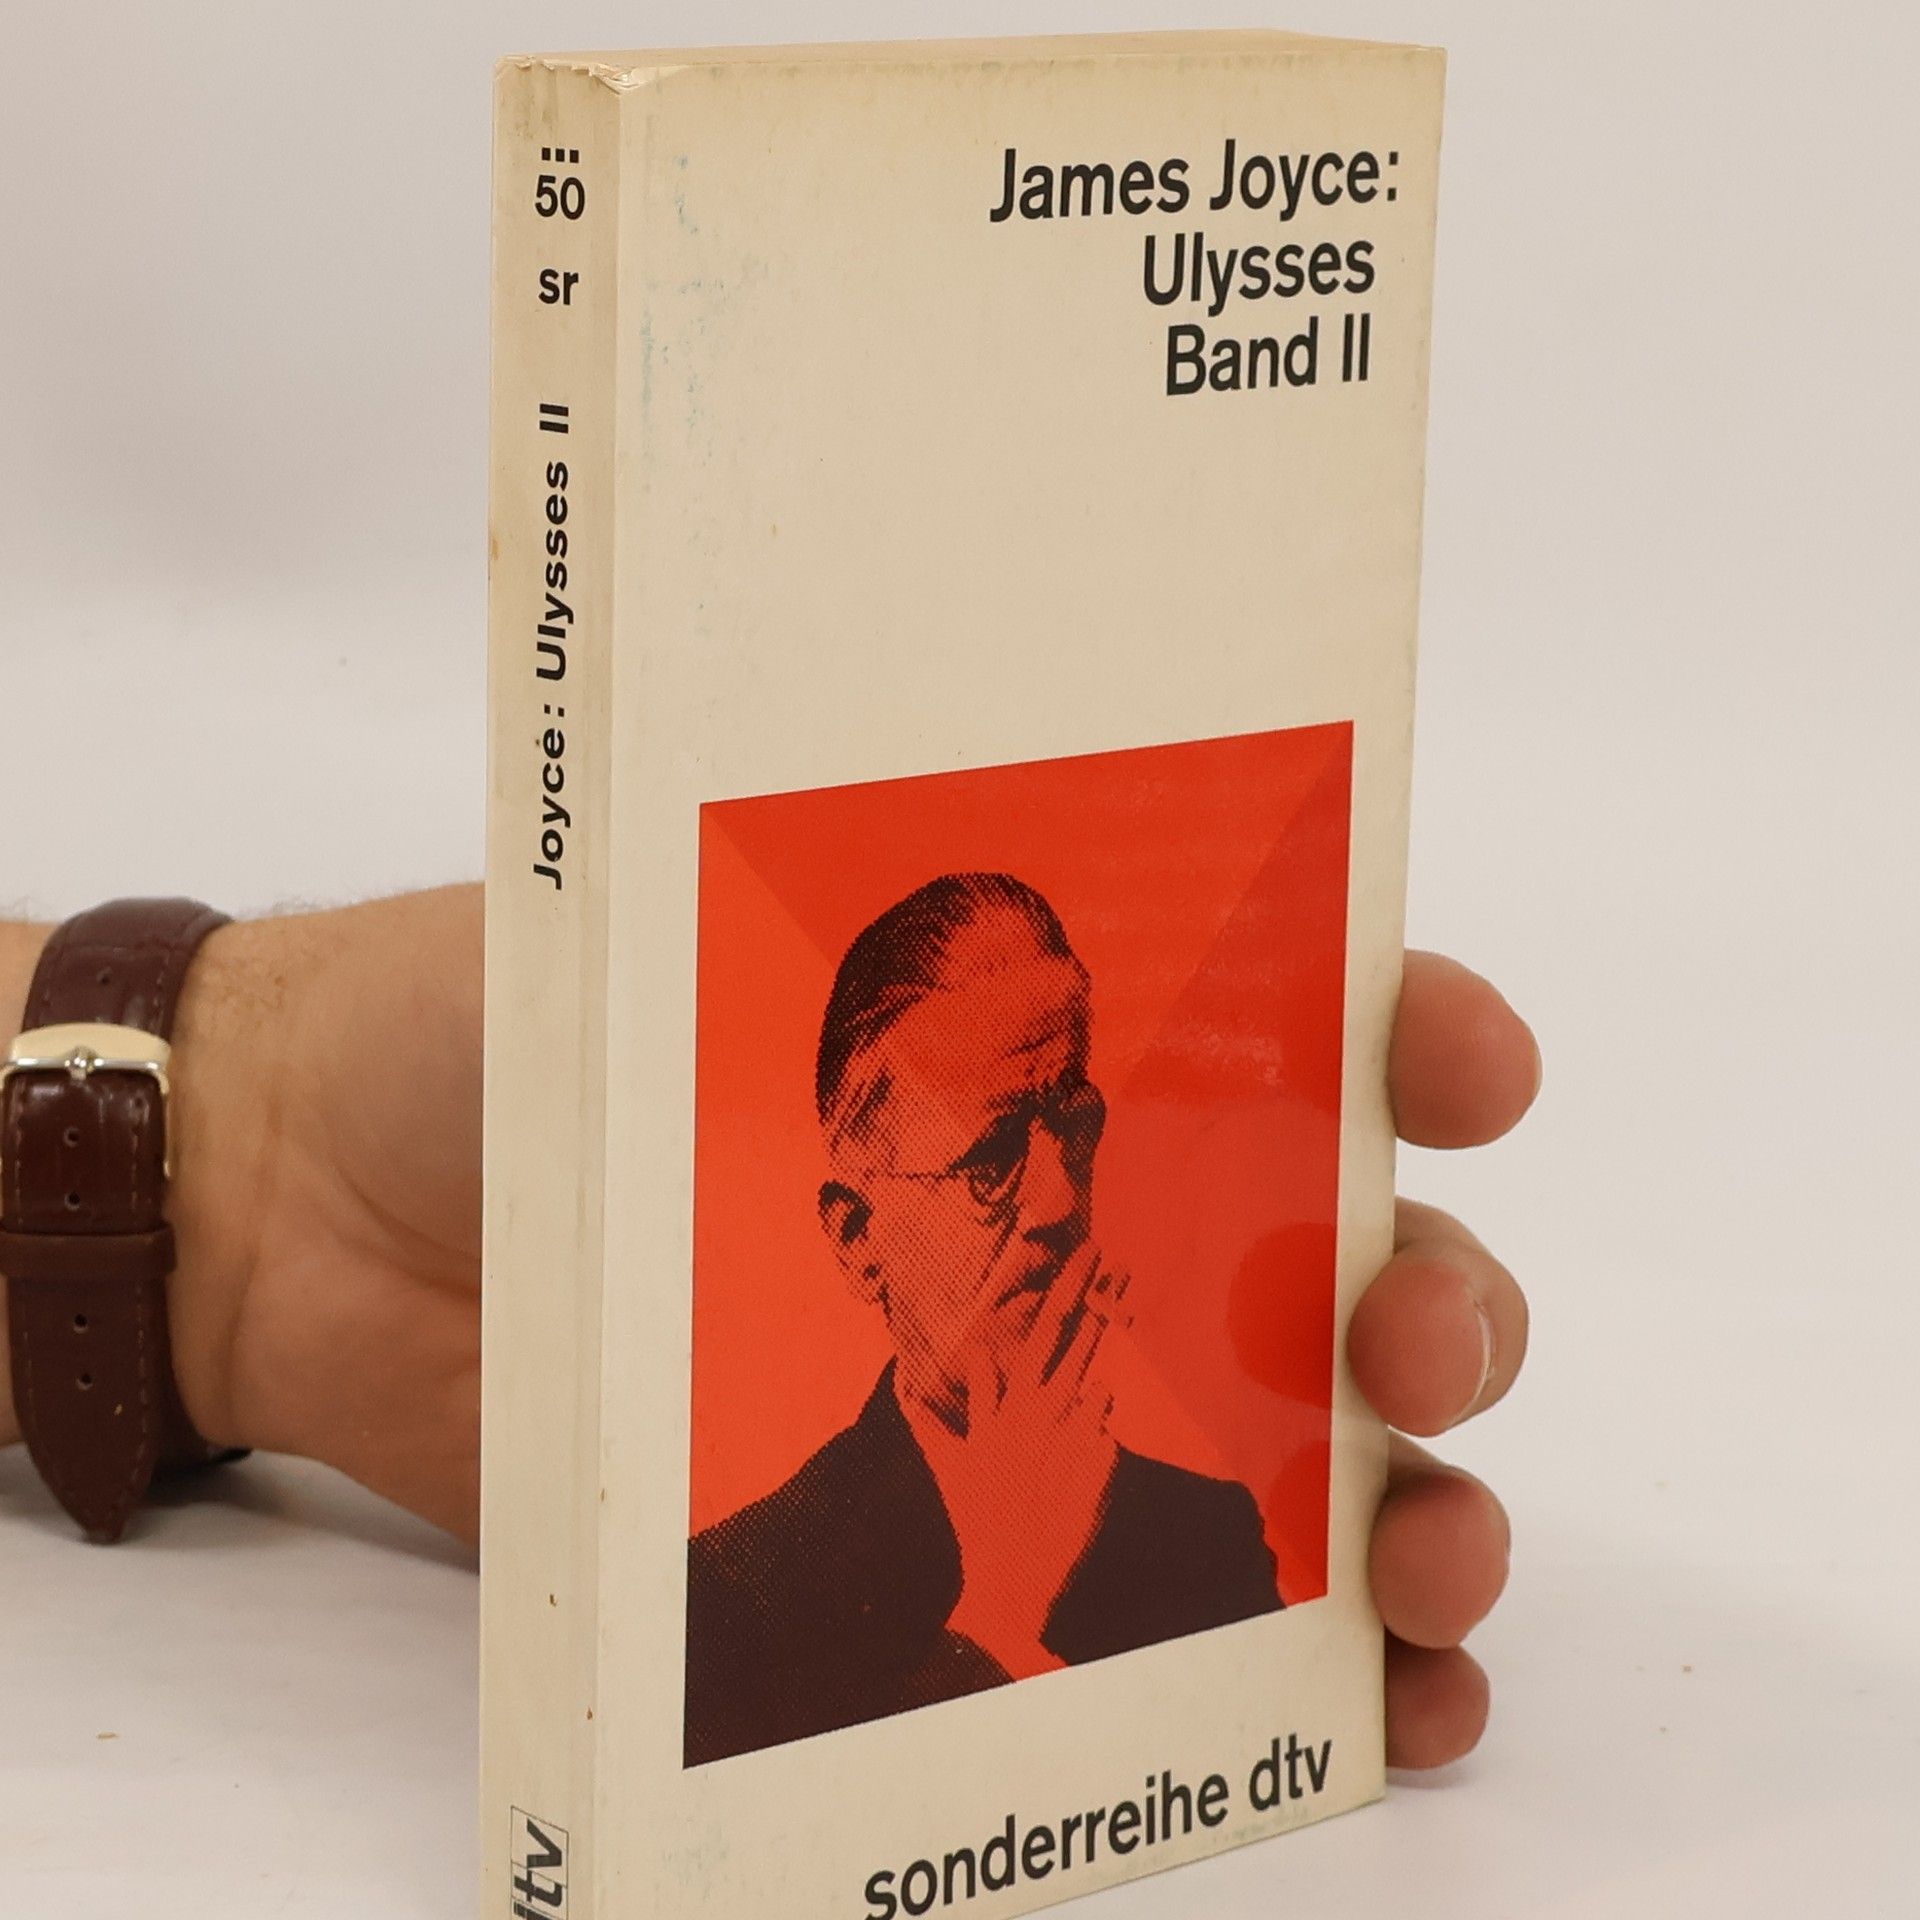 50
sr
Joyce: Ulysses II
dtv
James Joyce:
Ulysses
Band II
sonderreihe dtv